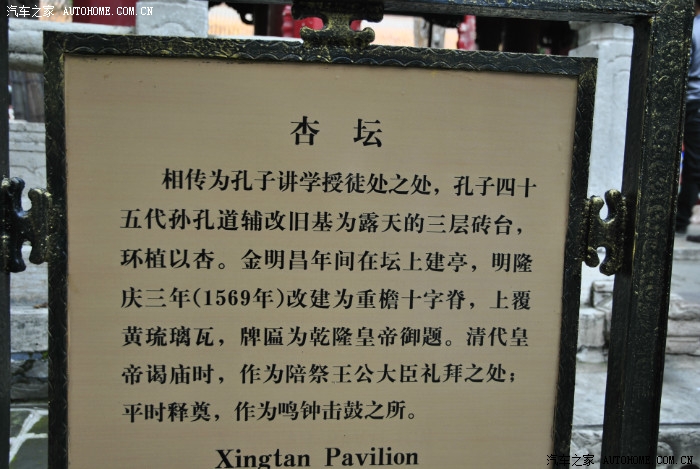 汽车之家 AUTOHOME.COM.CN
杏 坛
相传为孔子讲学授徒处之处，孔子四十
五代孙孔道辅改旧基为露天的三层砖台，
环植以杏。金明昌年间在坛上建亭，明隆
庆三年(1569年)改建为重檐十字脊，上覆
黄琉璃瓦，牌匾为乾隆皇帝御题。清代皇
帝谒庙时，作为陪祭王公大臣礼拜之处；
平时释奠，作为鸣钟击鼓之所。
Xingtan Pavilion
汽车之家 AUTOHOME.COM.CN